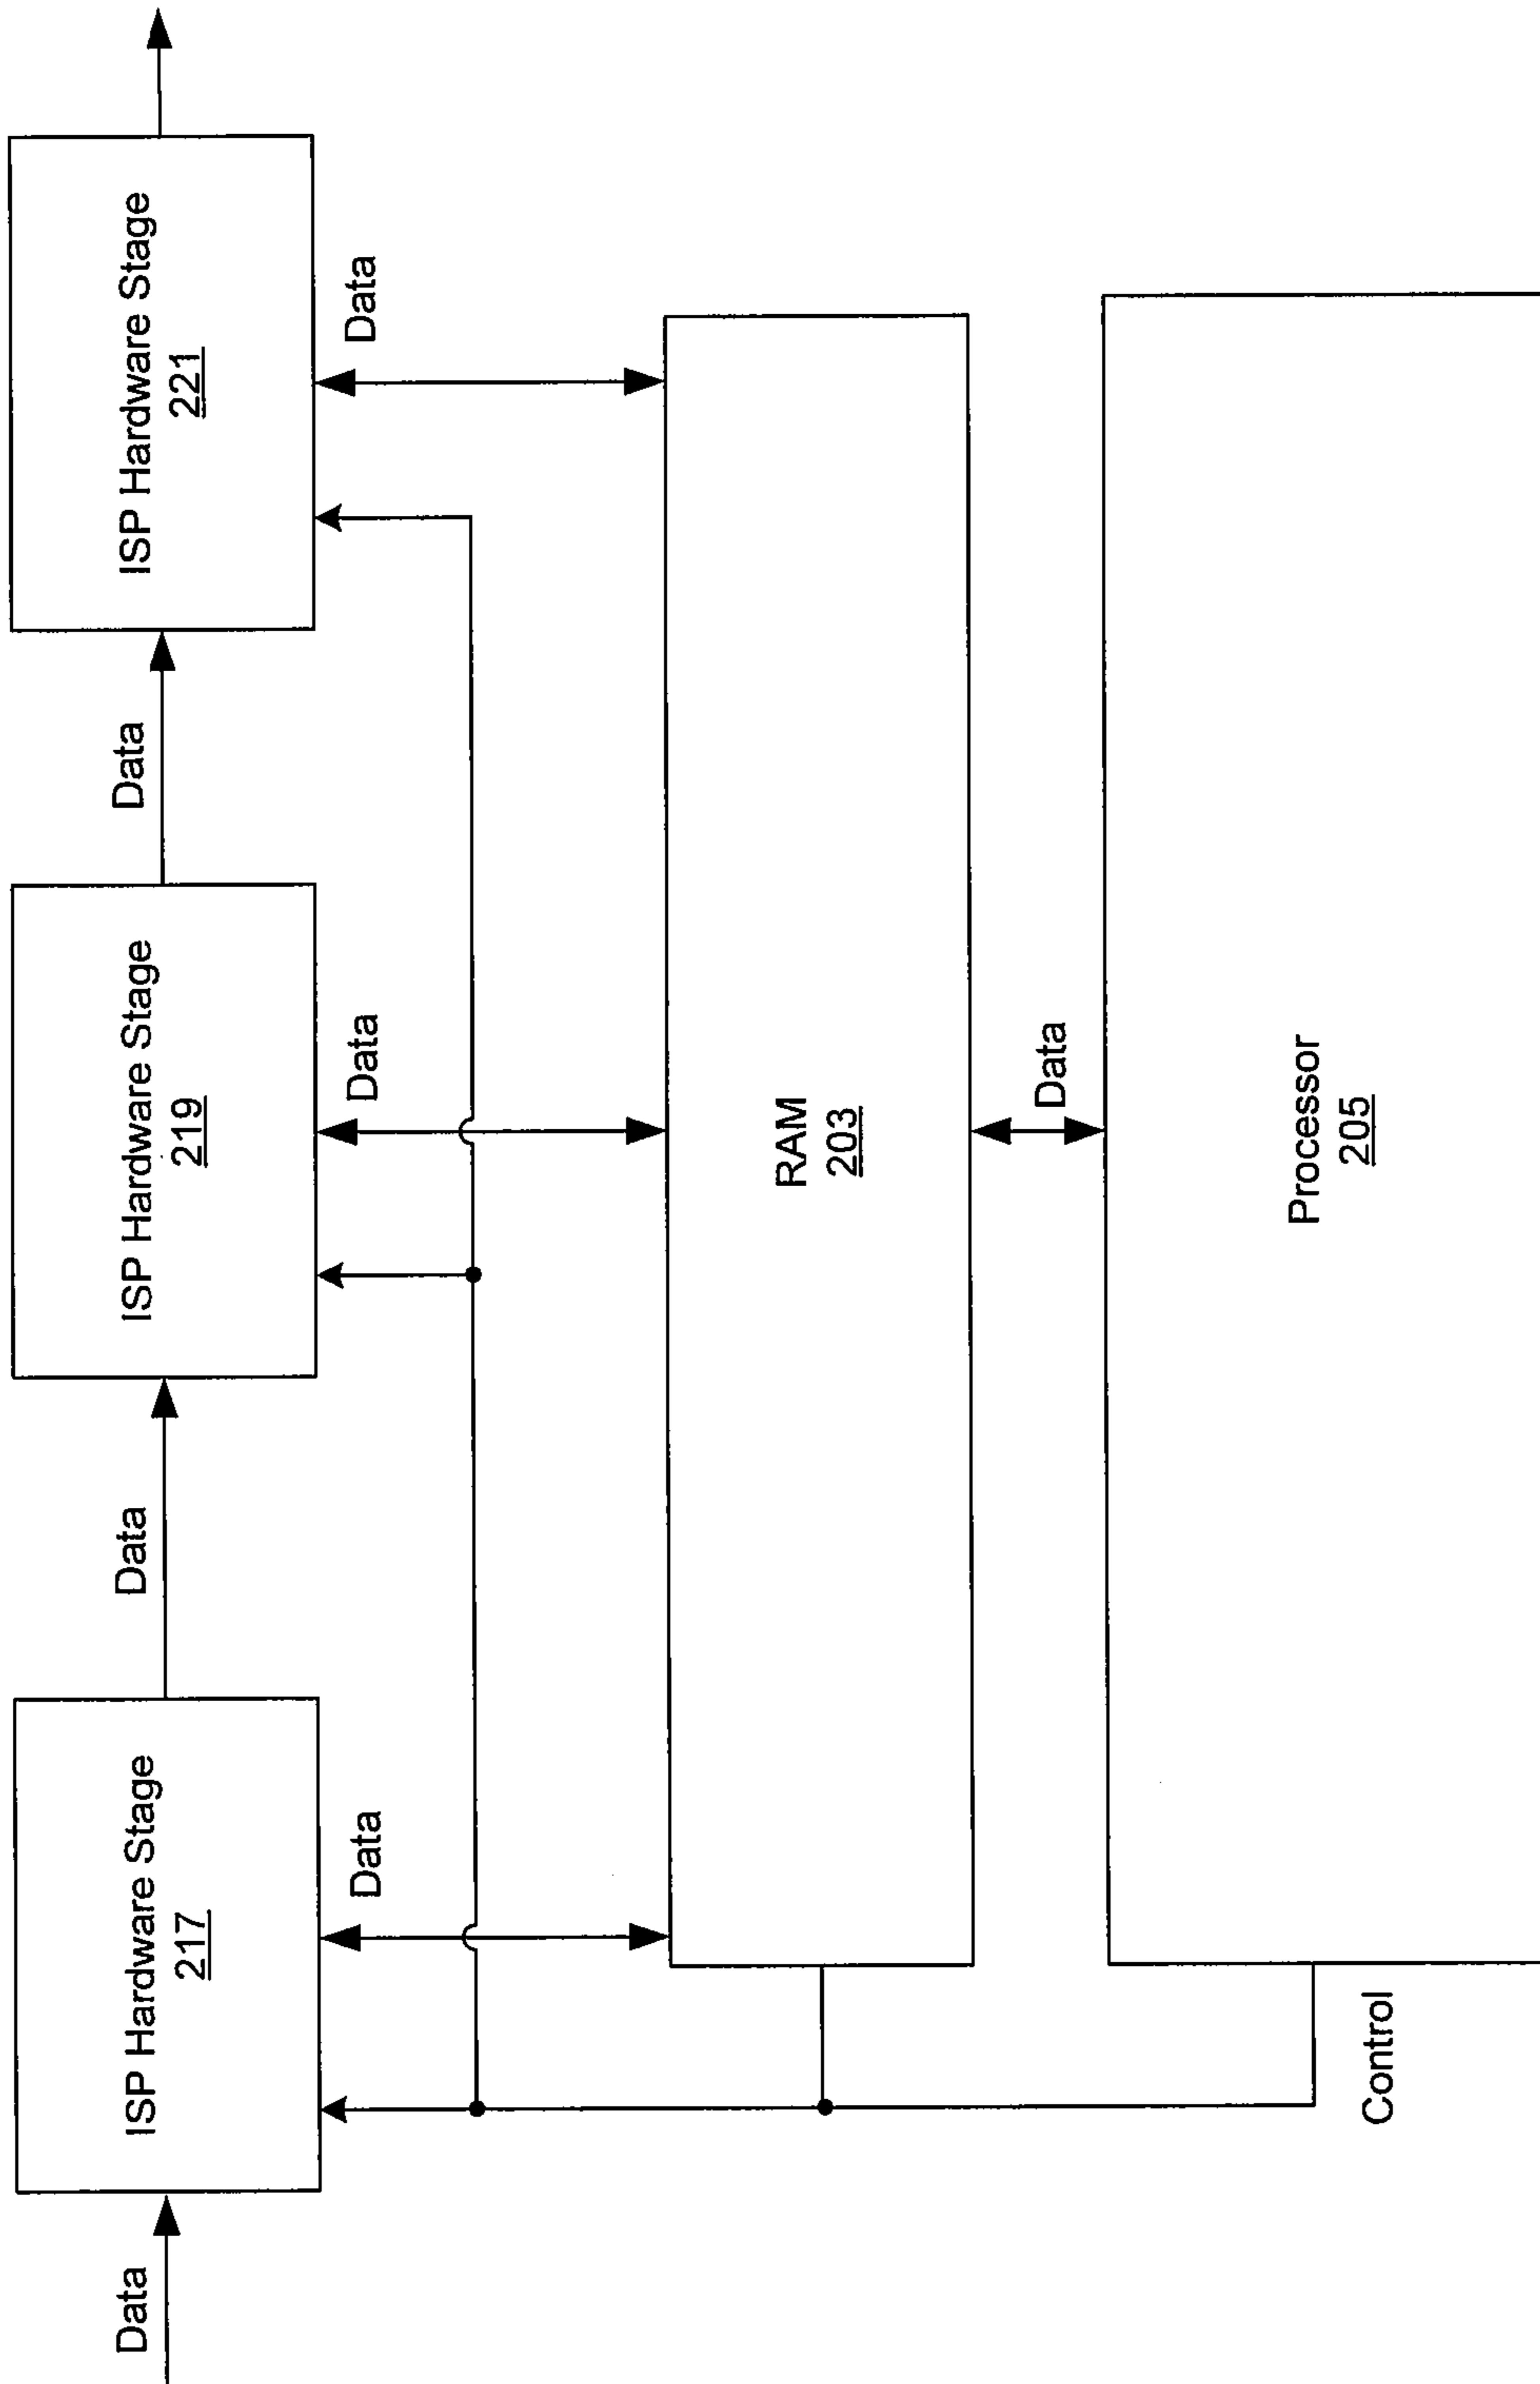 Data
ISP Hardware Stage
217
Data
ISP Hardware Stage
219
Data
ISP Hardware Stage
221
Data
Data
Data
RAM
203
Data
Processor
205
Control